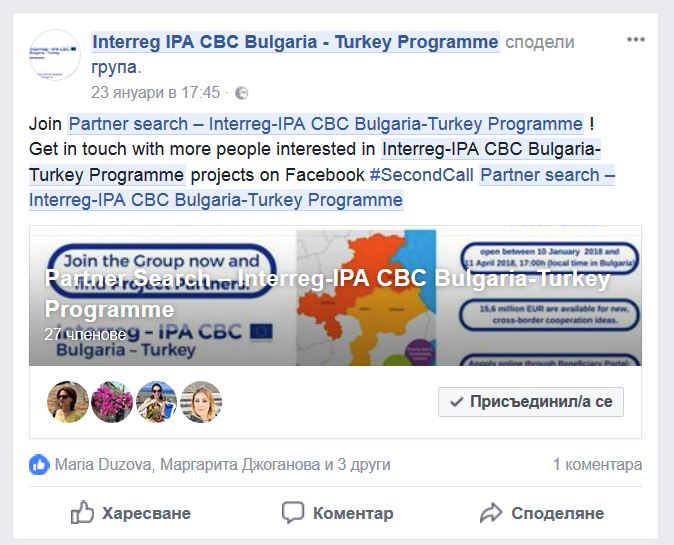 Interreg IPA CBC Bulgaria - Turkey Programme сподели
група.
23 януари в 17:45 ·
Join Partner search – Interreg-IPA CBC Bulgaria-Turkey Programme !
Get in touch with more people interested in Interreg-IPA CBC Bulgaria-
Turkey Programme projects on Facebook #SecondCall Partner search –
Interreg-IPA CBC Bulgaria-Turkey Programme
Join the Group now and
find Project Partners.
open between 10 January 2018 and
11 April 2018, 17:00h (local time in Bulgaria)
Partner Search – Interreg-IPA CBC Bulgaria-Turkey
Programme
15,6 million EUR are available for new,
cross-border cooperation ideas.
27 членове
Interreg - IPA CBC
Bulgaria - Turkey
Apply online through Beneficiary Portal:
Присъединил/а се
Maria Duzova, Маргарита Джоганова и 3 други
1 коментара
Харесване
Коментар
Споделяне